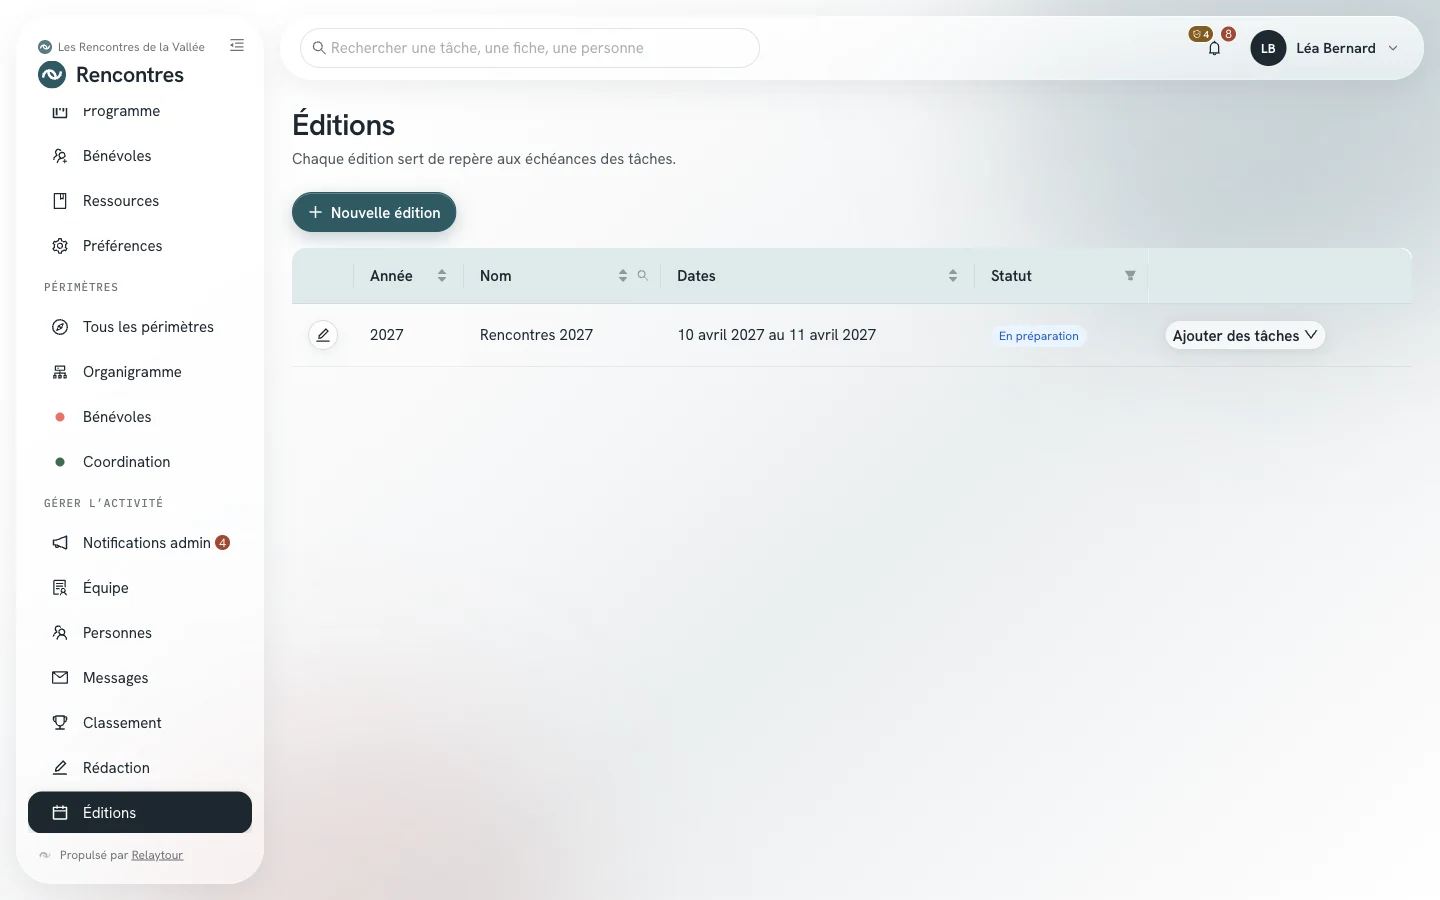 Les Rencontres de la Vallée
Rencontres
Programme
Bénévoles
Ressources
Préférences
PÉRIMÈTRES
Tous les périmètres
Organigramme
Bénévoles
Coordination
GÉRER L'ACTIVITÉ
Notifications admin 4
Équipe
Personnes
Messages
Classement
Rédaction
Éditions
Propulsé par Relaytour
Rechercher une tâche, une fiche, une personne
4 8
LB Léa Bernard
Éditions
Chaque édition sert de repère aux échéances des tâches.
Nouvelle édition
Année Nom Dates Statut
2027 Rencontres 2027 10 avril 2027 au 11 avril 2027 En préparation Ajouter des tâches